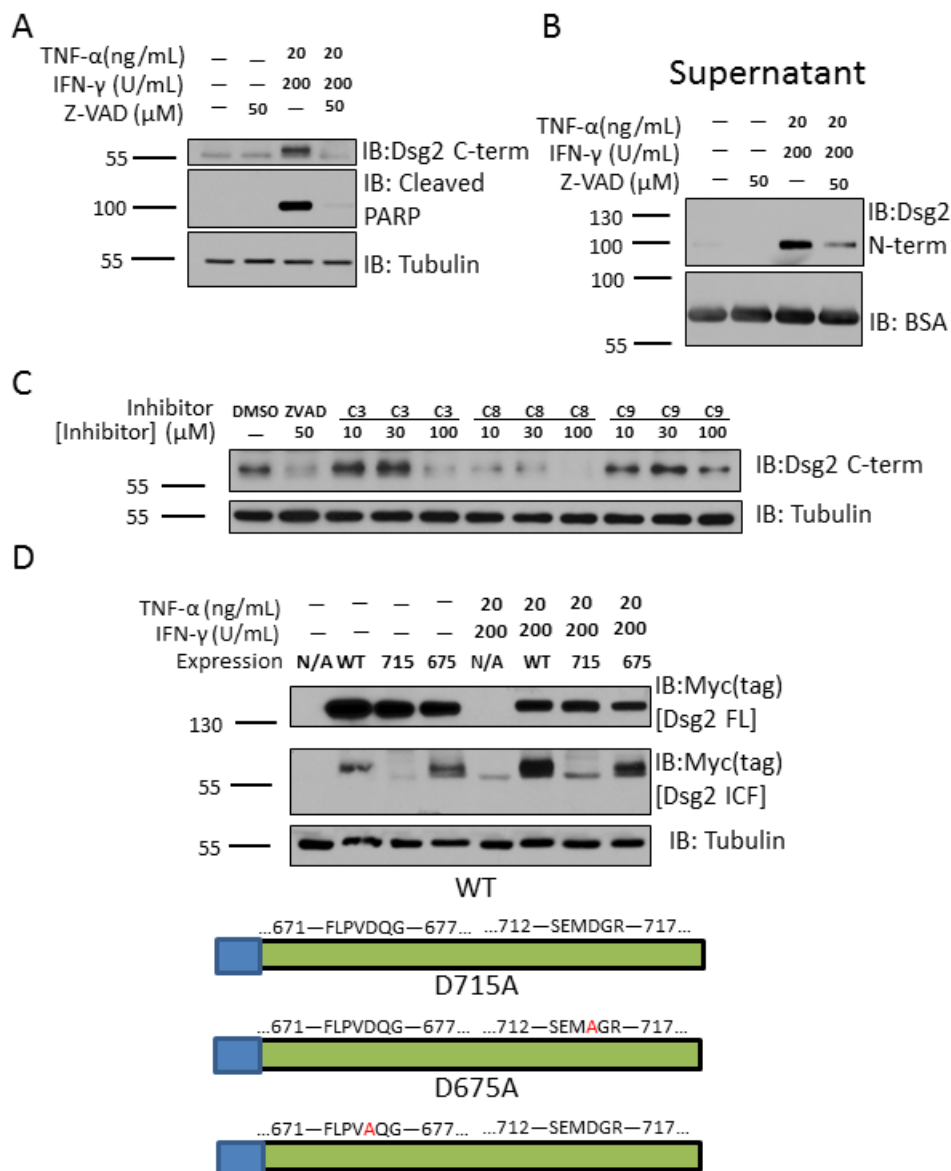 A
TNF-α(ng/mL) — — 20 20
IFN-γ (U/mL) — — 200 200
Z-VAD (µM) — 50 — 50
55 IB:Dsg2 C-term
100 IB: Cleaved
PARP
55 IB: Tubulin
B
Supernatant
TNF-α(ng/mL) — — 20 20
IFN-γ (U/mL) — — 200 200
Z-VAD (µM) — 50 — 50
130 IB:Dsg2
100 N-term
100
IB: BSA
55
C
Inhibitor DMSO ZVAD C3 C3 C3 C8 C8 C8 C9 C9 C9
[Inhibitor] (µM) — 50 10 30 100 10 30 100 10 30 100
55 IB:Dsg2 C-term
55 IB: Tubulin
D
TNF-α (ng/mL) — — — — 20 20 20 20
IFN-γ (U/mL) — — — — 200 200 200 200
Expression N/A WT 715 675 N/A WT 715 675
IB:Myc(tag)
130 [Dsg2 FL]
IB:Myc(tag)
55 [Dsg2 ICF]
55 IB: Tubulin
WT
...671—FLPVDQG—677... ...712—SEMDGR—717...
D715A
...671—FLPVDQG—677... ...712—SEMAGR—717...
D675A
...671—FLPVAQG—677... ...712—SEMDGR—717...